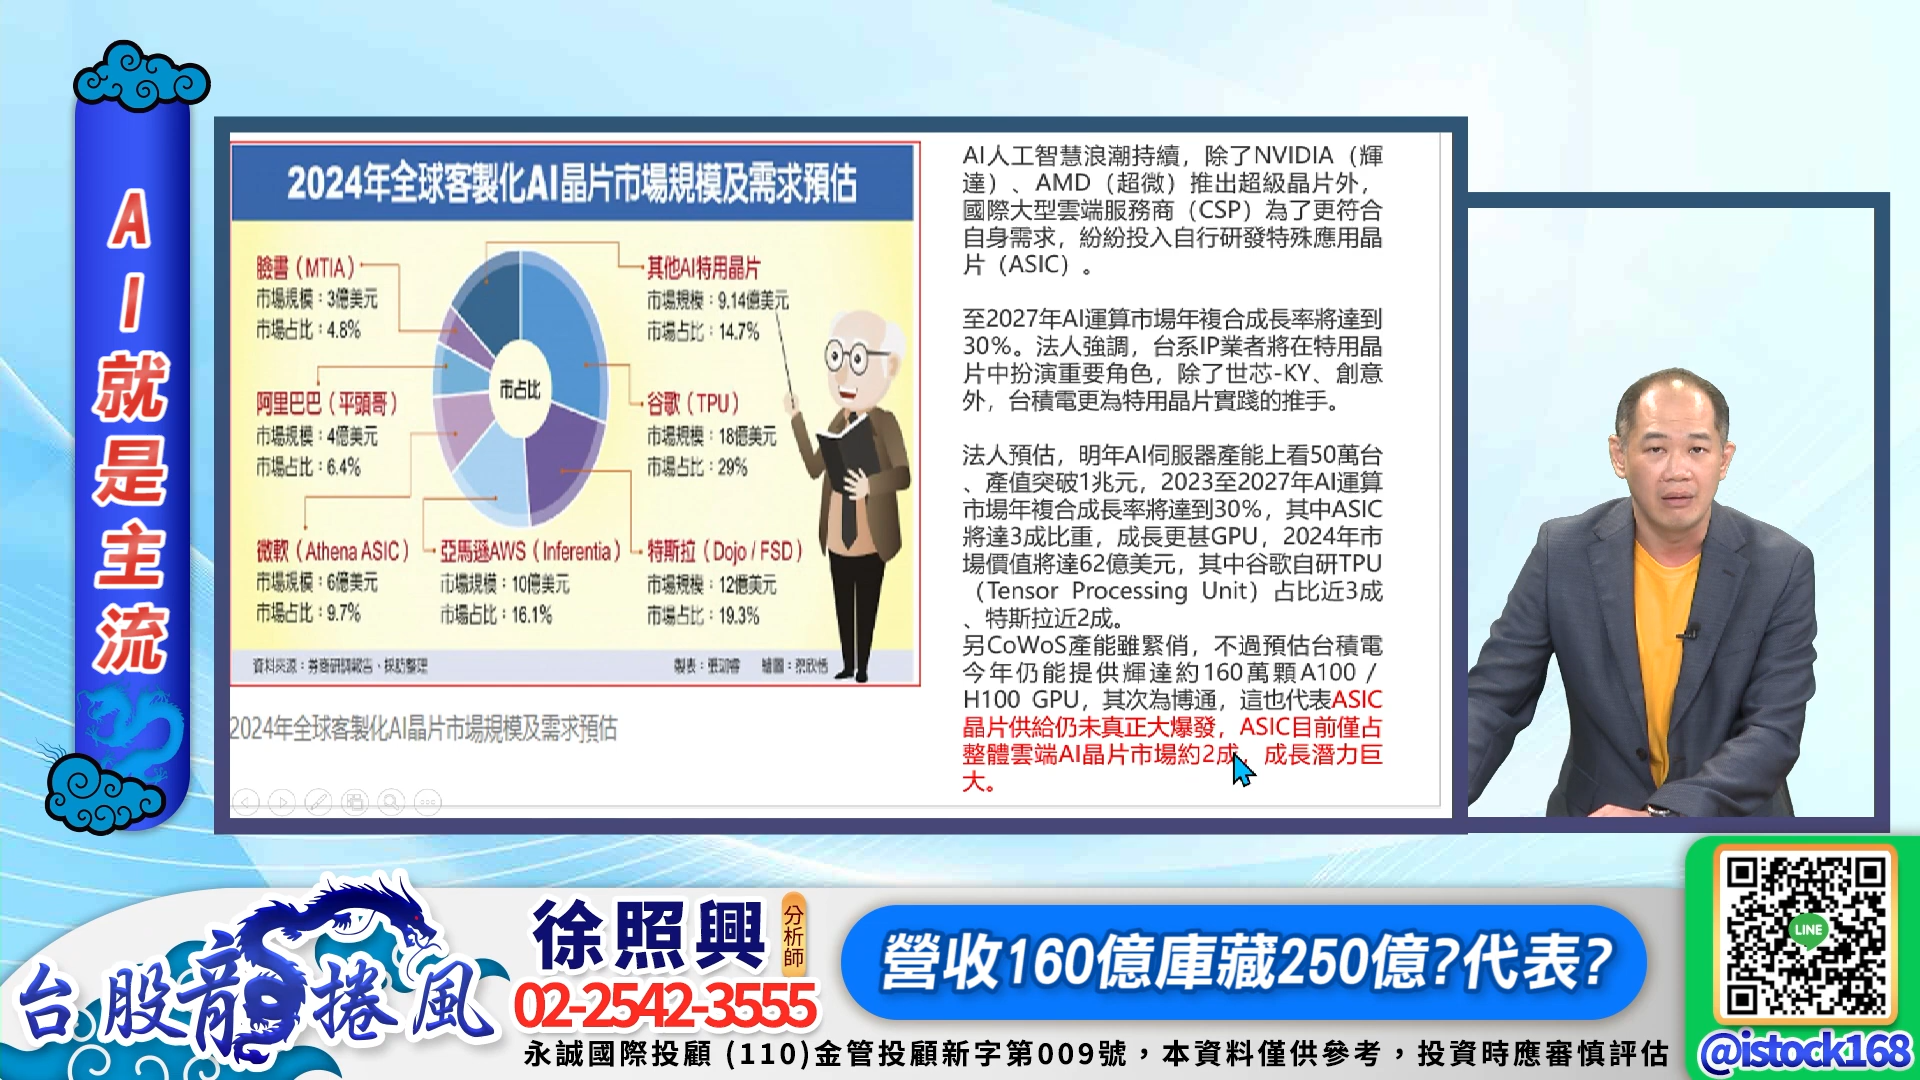 AI就是主流
2024年全球客製化AI晶片市場規模及需求預估
臉書（MTIA）
市場規模：3億美元
市場占比：4.8%
其他AI特用晶片
市場規模：9.14億美元
市場占比：14.7%
市占比
阿里巴巴（平頭哥）
市場規模：4億美元
市場占比：6.4%
谷歌（TPU）
市場規模：18億美元
市場占比：29%
微軟（Athena ASIC）
市場規模：6億美元
市場占比：9.7%
亞馬遜AWS（Inferentia）
市場規模：10億美元
市場占比：16.1%
特斯拉（Dojo / FSD）
市場規模：12億美元
市場占比：19.3%
資料來源：券商研調報告、採訪整理
製表：張珈睿
繪圖：
2024年全球客製化AI晶片市場規模及需求預估
AI人工智慧浪潮持續，除了NVIDIA（輝
達）、AMD（超微）推出超級晶片外，
國際大型雲端服務商（CSP）為了更符合
自身需求，紛紛投入自行研發特殊應用晶
片（ASIC）。
至2027年AI運算市場年複合成長率將達到
30%。法人強調，台系IP業者將在特用晶
片中扮演重要角色，除了世芯-KY、創意
外，台積電更為特用晶片實踐的推手。
法人預估，明年AI伺服器產能上看50萬台
、產值突破1兆元，2023至2027年AI運算
市場年複合成長率將達到30%，其中ASIC
將達3成比重，成長更甚GPU，2024年市
場價值將達62億美元，其中谷歌自研TPU
（Tensor Processing Unit）占比近3成
、特斯拉近2成。
另CoWoS產能雖緊俏，不過預估台積電
今年仍能提供輝達約160萬顆A100 /
H100 GPU，其次為博通，這也代表ASIC
晶片供給仍未真正大爆發，ASIC目前僅占
整體雲端AI晶片市場約2成，成長潛力巨
大。
台股龍捲風
徐照興
分析師
02-2542-3555
營收160億庫藏250億?代表?
永誠國際投顧 (110)金管投顧新字第009號，本資料僅供參考，投資時應審慎評估
LINE
@istock168